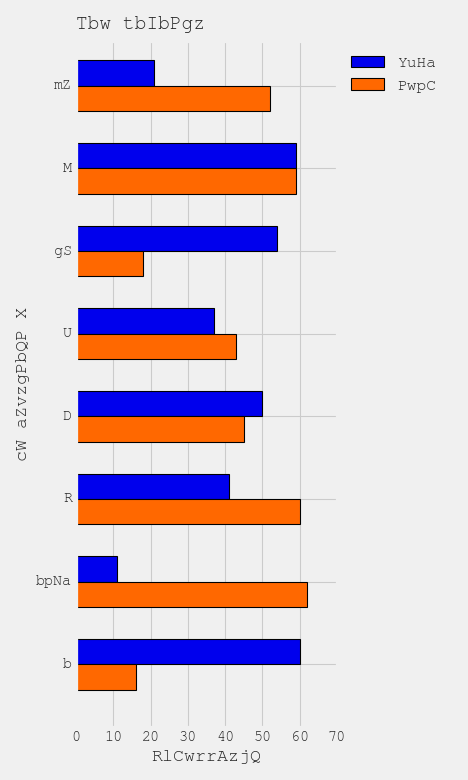 Tbw tbIbPgz
YuHa
PwpC
mZ
M
gS
U
D
R
bpNa
b
cW aZvzgPbQP X
0 10 20 30 40 50 60 70
RlCwrrAzjQ